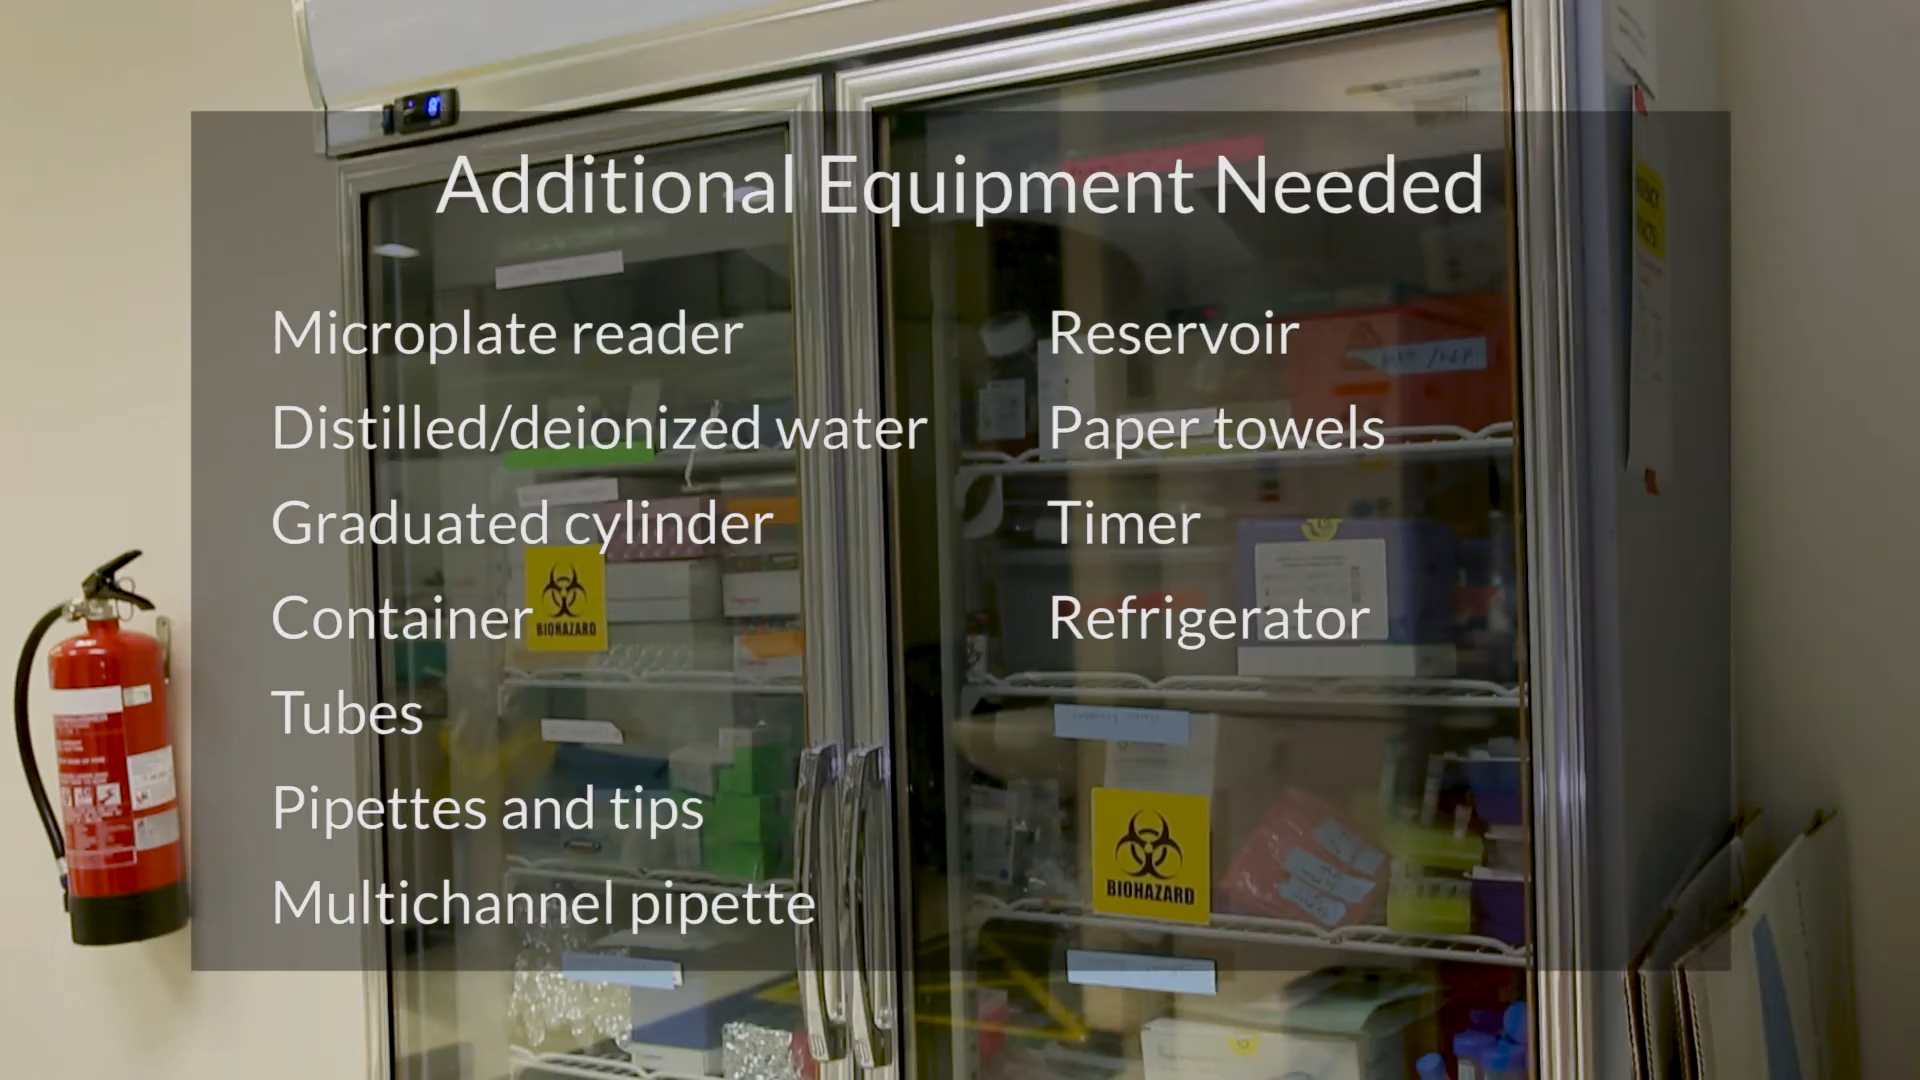 Additional Equipment Needed
Microplate reader
Distilled/deionized water
Graduated cylinder
Container
Tubes
Pipettes and tips
Multichannel pipette
Reservoir
Paper towels
Timer
Refrigerator
BIOHAZARD
BIOHAZARD